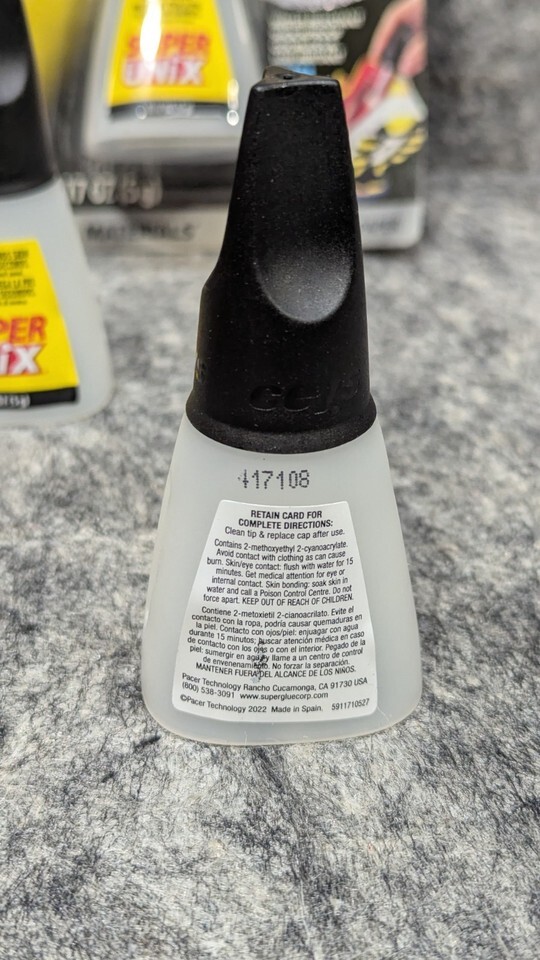 SUPER
UNiX
17 OZ (5g)
MATERIALS
PER
iX
417108
RETAIN CARD FOR
COMPLETE DIRECTIONS:
Clean tip & replace cap after use.
Contains 2-methoxyethyl 2-cyanoacrylate.
Avoid contact with clothing as can cause
burn. Skin/eye contact: flush with water for 15
minutes. Get medical attention for eye or
internal contact. Skin bonding: soak skin in
water and call a Poison Control Centre. Do not
force apart. KEEP OUT OF REACH OF CHILDREN.
Contiene 2-metoxietil 2-cianoacrilato. Evite el
contacto con la ropa, podría causar quemaduras en
la piel. Contacto con ojos/piel: enjuagar con agua
durante 15 minutos; buscar atención médica en caso
de contacto con los ojos o con el interior. Pegado de la
piel: sumergir en agua y llame a un centro de control
de envenenamiento. No forzar la separación.
MANTENER FUERA DEL ALCANCE DE LOS NIÑOS.
Pacer Technology Rancho Cucamonga, CA 91730 USA
(800) 538-3091 www.supergluecorp.com
©Pacer Technology 2022 Made in Spain. 5911710527